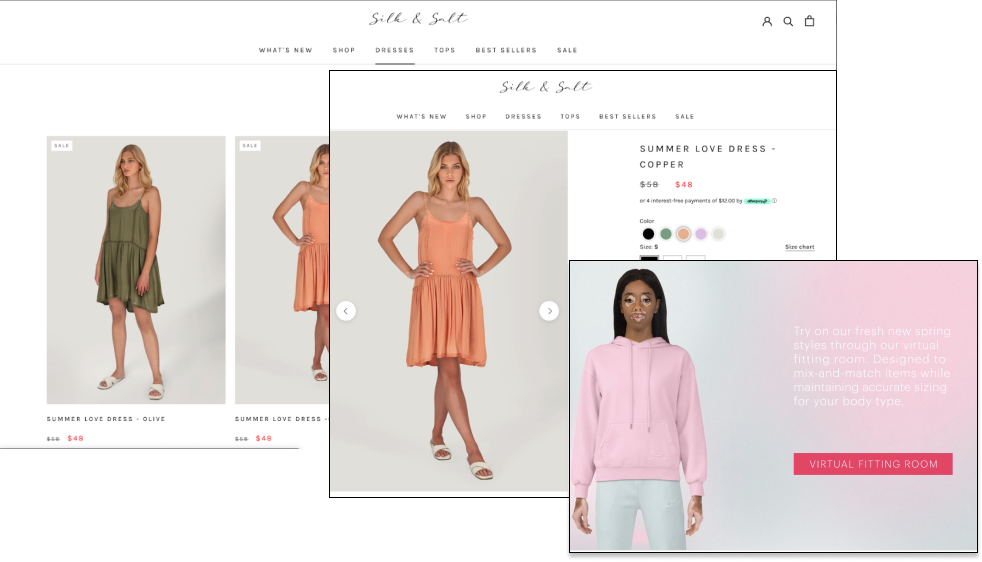 Silk & Salt
WHAT'S NEW SHOP DRESSES TOPS BEST SELLERS SALE
SALE
SUMMER LOVE DRESS - OLIVE
$58 $48
SALE
SUMMER LOVE DRESS -
$58 $48
Silk & Salt
WHAT'S NEW SHOP DRESSES TOPS BEST SELLERS SALE
SUMMER LOVE DRESS -
COPPER
$58 $48
or 4 interest-free payments of $12.00 by afterpay
Color
Size: S Size chart
Try on our fresh new spring
styles through our virtual
fitting room. Designed to
mix-and-match items while
maintaining accurate sizing
for your body type.
VIRTUAL FITTING ROOM